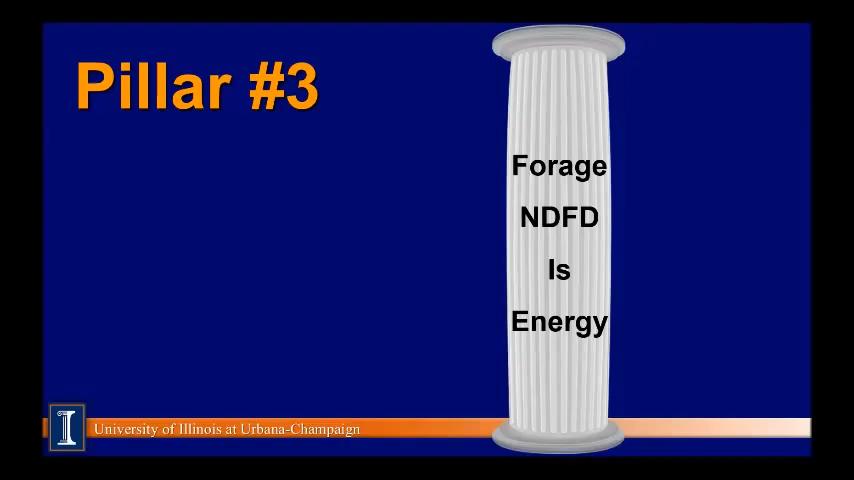 Pillar #3
Forage
NDFD
Is
Energy
University of Illinois at Urbana-Champaign